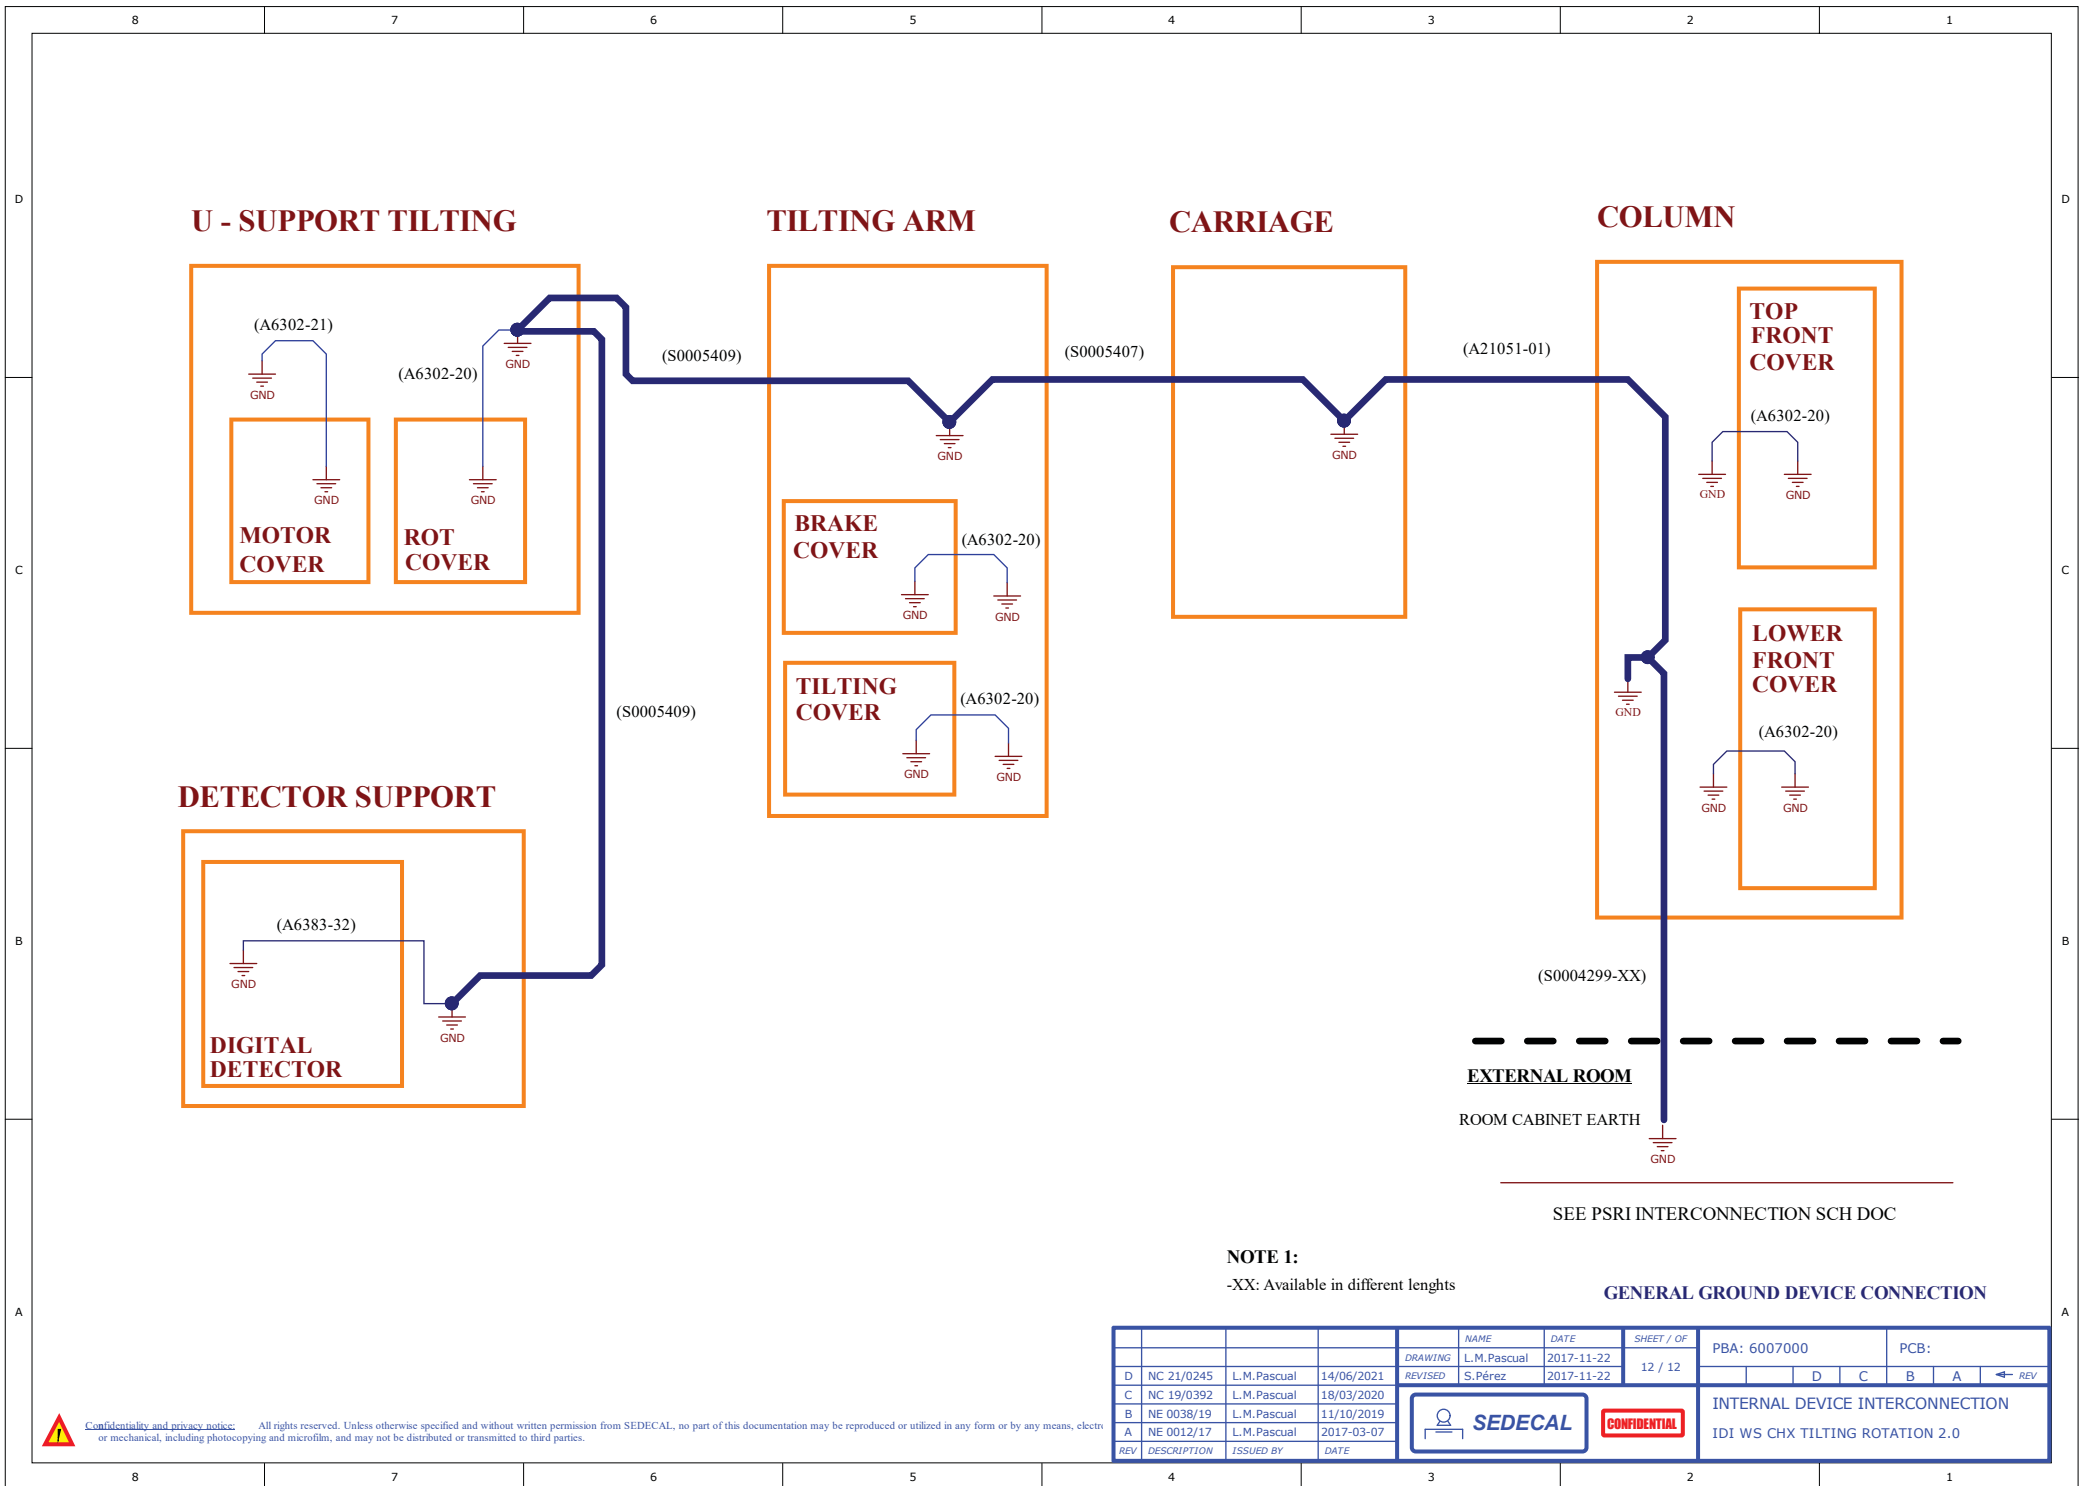 8 7 6 5 4 3 2 1
D D
U - SUPPORT TILTING
TILTING ARM
CARRIAGE
COLUMN
(A6302-21)
GND
(A6302-20)
GND
GND
GND
MOTOR
COVER
ROT
COVER
(S0005409)
GND
(S0005407)
GND
(A21051-01)
BRAKE
COVER
(A6302-20)
GND
GND
TILTING
COVER
(A6302-20)
GND
GND
TOP
FRONT
COVER
(A6302-20)
GND
GND
C C
LOWER
FRONT
COVER
GND
(A6302-20)
GND
GND
(S0005409)
DETECTOR SUPPORT
(A6383-32)
GND
GND
DIGITAL
DETECTOR
B B
(S0004299-XX)
EXTERNAL ROOM
ROOM CABINET EARTH
GND
SEE PSRI INTERCONNECTION SCH DOC
NOTE 1:
-XX: Available in different lenghts
GENERAL GROUND DEVICE CONNECTION
A A
NAME DATE SHEET / OF
DRAWING L.M.Pascual 2017-11-22 12 / 12 PBA: 6007000 PCB:
D NC 21/0245 L.M.Pascual 14/06/2021 REVISED S.Pérez 2017-11-22 D C B A REV
C NC 19/0392 L.M.Pascual 18/03/2020
B NE 0038/19 L.M.Pascual 11/10/2019
A NE 0012/17 L.M.Pascual 2017-03-07
REV DESCRIPTION ISSUED BY DATE
SEDECAL
CONFIDENTIAL
INTERNAL DEVICE INTERCONNECTION
IDI WS CHX TILTING ROTATION 2.0
Confidentiality and privacy notice: All rights reserved. Unless otherwise specified and without written permission from SEDECAL, no part of this documentation may be reproduced or utilized in any form or by any means, electro
or mechanical, including photocopying and microfilm, and may not be distributed or transmitted to third parties.
8 7 6 5 4 3 2 1